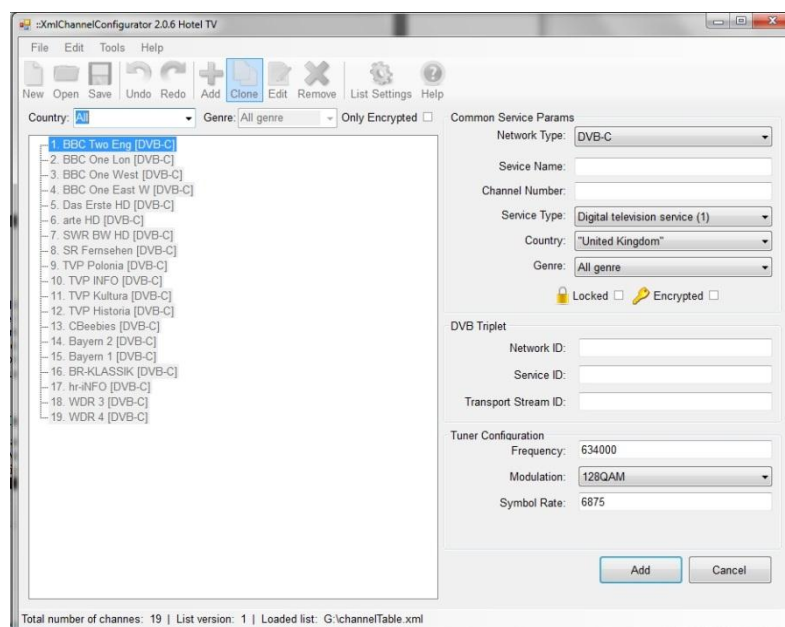 ::XmlChannelConfigurator 2.0.6 Hotel TV
File Edit Tools Help
New Open Save Undo Redo Add Clone Edit Remove List Settings Help
Country: All Genre: All genre Only Encrypted
1. BBC Two Eng [DVB-C]
2. BBC One Lon [DVB-C]
3. BBC One West [DVB-C]
4. BBC One East W [DVB-C]
5. Das Erste HD [DVB-C]
6. arte HD [DVB-C]
7. SWR BW HD [DVB-C]
8. SR Fernsehen [DVB-C]
9. TVP Polonia [DVB-C]
10. TVP INFO [DVB-C]
11. TVP Kultura [DVB-C]
12. TVP Historia [DVB-C]
13. CBeebies [DVB-C]
14. Bayern 2 [DVB-C]
15. Bayern 1 [DVB-C]
16. BR-KLASSIK [DVB-C]
17. hr-iNFO [DVB-C]
18. WDR 3 [DVB-C]
19. WDR 4 [DVB-C]
Common Service Params
Network Type: DVB-C
Sevice Name:
Channel Number:
Service Type: Digital television service (1)
Country: "United Kingdom"
Genre: All genre
Locked Encrypted
DVB Triplet
Network ID:
Service ID:
Transport Stream ID:
Tuner Configuration
Frequency: 634000
Modulation: 128QAM
Symbol Rate: 6875
Add Cancel
Total number of channes: 19 | List version: 1 | Loaded list: G:\channelTable.xml